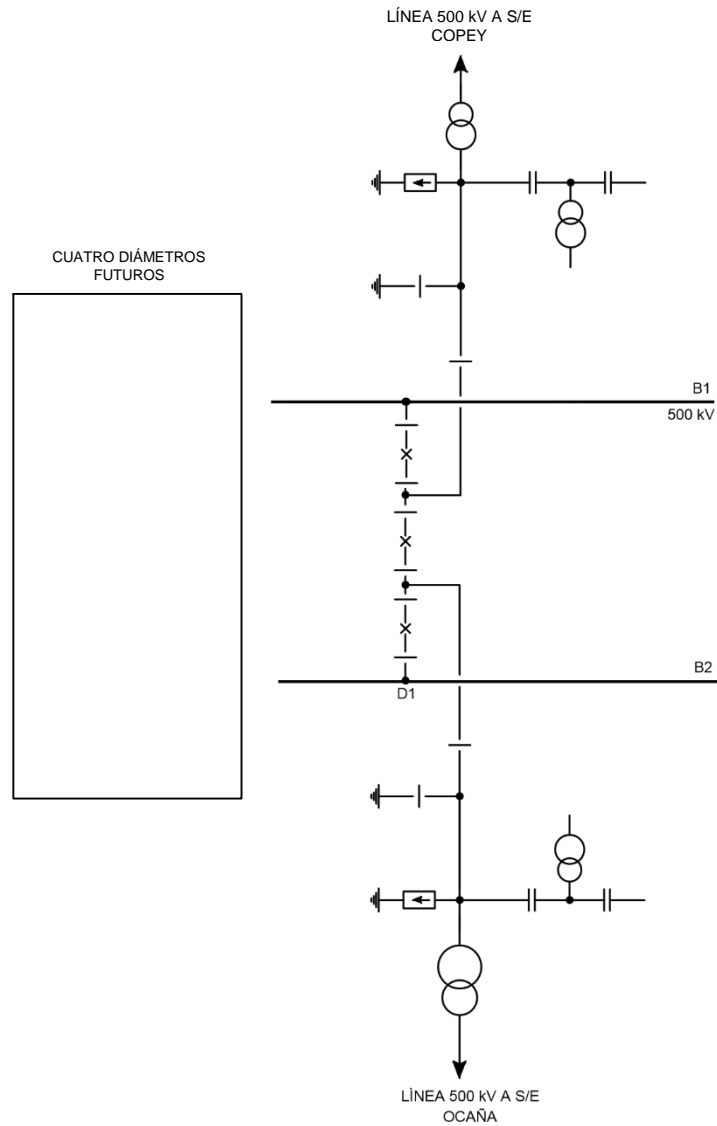 LÍNEA 500 kV A S/E
COPEY
CUATRO DIÁMETROS
FUTUROS
B1
500 kV
B2
D1
LÌNEA 500 kV A S/E
OCAÑA